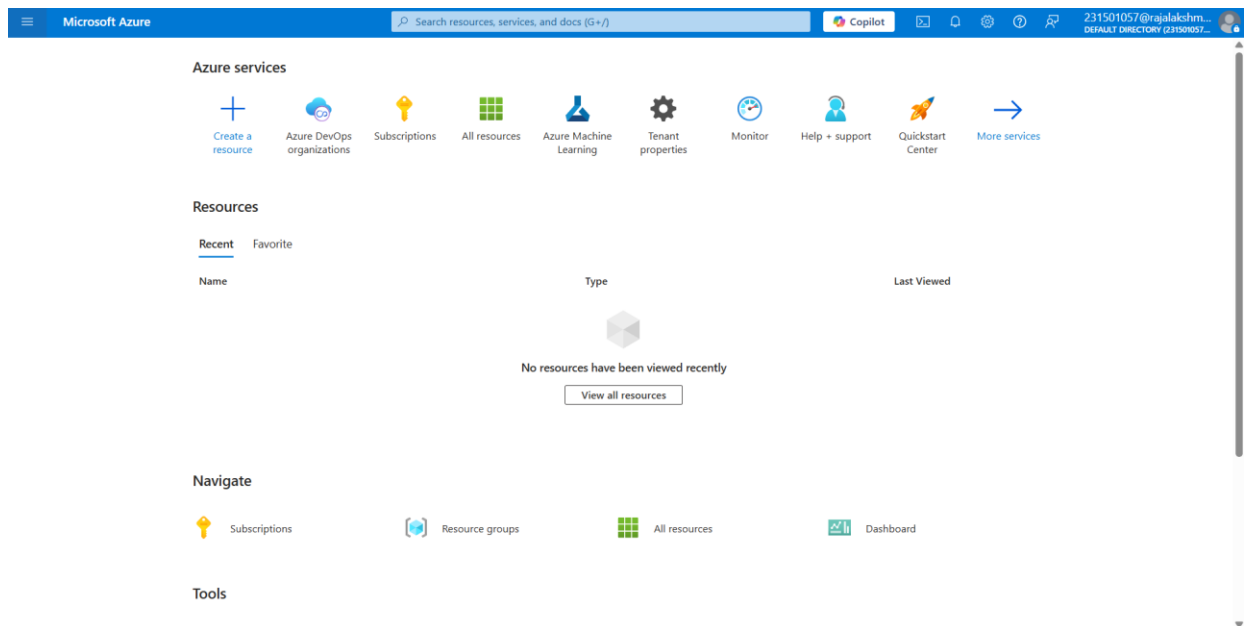 Microsoft Azure
Search resources, services, and docs (G+/)
Copilot
231501057@rajalakshm...
DEFAULT DIRECTORY (231501057...
Azure services
Create a
resource
Azure DevOps
organizations
Subscriptions
All resources
Azure Machine
Learning
Tenant
properties
Monitor
Help + support
Quickstart
Center
More services
Resources
Recent
Favorite
Name
Type
Last Viewed
No resources have been viewed recently
View all resources
Navigate
Subscriptions
Resource groups
All resources
Dashboard
Tools